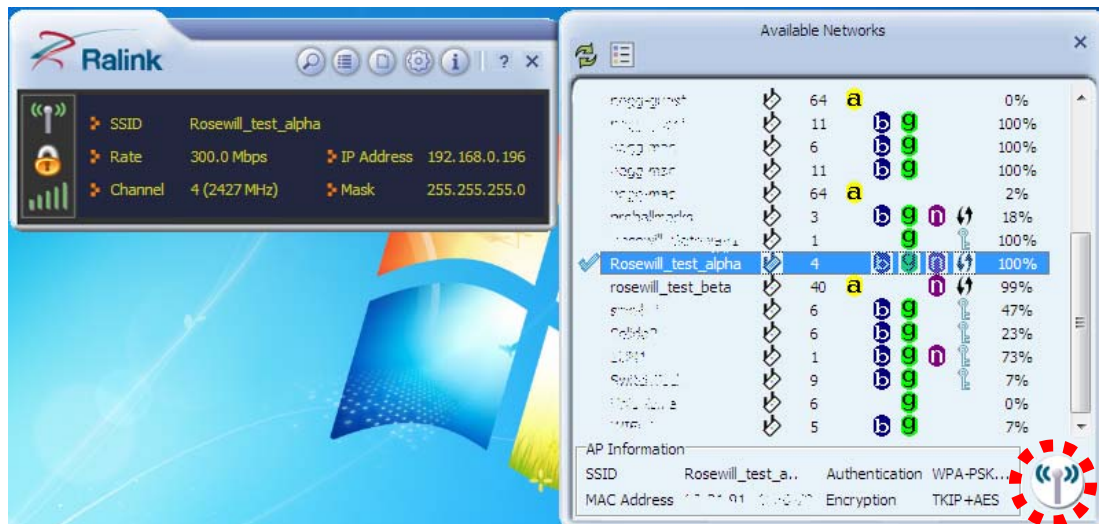 Ralink
?
SSID Rosewill_test_alpha
Rate 300.0 Mbps IP Address 192.168.0.196
Channel 4 (2427 MHz) Mask 255.255.255.0
Available Networks
64 a 0%
11 b g 100%
6 b g 100%
11 b g 100%
64 a 2%
3 b g n 18%
1 g 100%
Rosewill_test_alpha 4 b g n 100%
rosewill_test_beta 40 a n 99%
6 b g 47%
6 b g 23%
1 b g n 73%
9 b g 7%
6 g 0%
5 b g 7%
AP Information
SSID Rosewill_test_a.. Authentication WPA-PSK...
MAC Address Encryption TKIP+AES